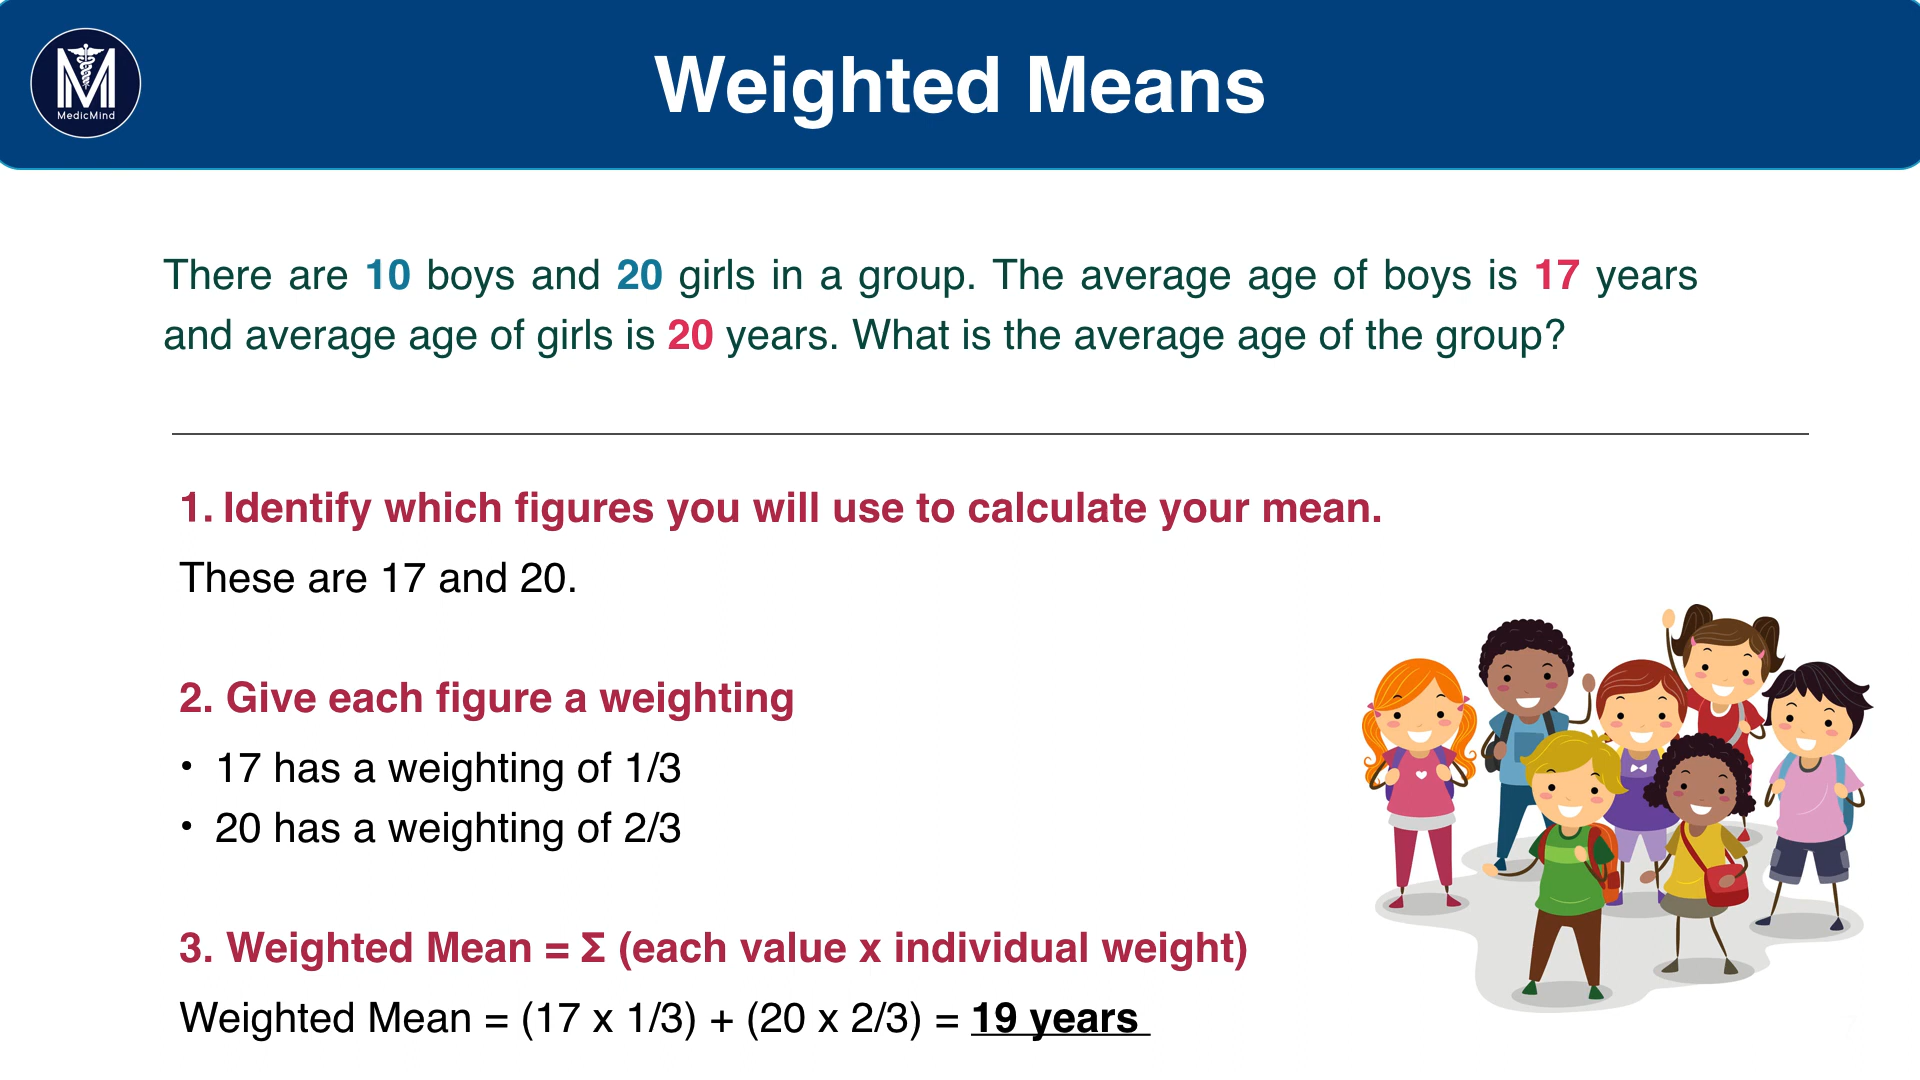 M
MedicMind
Weighted Means
There are 10 boys and 20 girls in a group. The average age of boys is 17 years
and average age of girls is 20 years. What is the average age of the group?
1. Identify which figures you will use to calculate your mean.
These are 17 and 20.
2. Give each figure a weighting
• 17 has a weighting of 1/3
• 20 has a weighting of 2/3
3. Weighted Mean = Σ (each value x individual weight)
Weighted Mean = (17 x 1/3) + (20 x 2/3) = 19 years